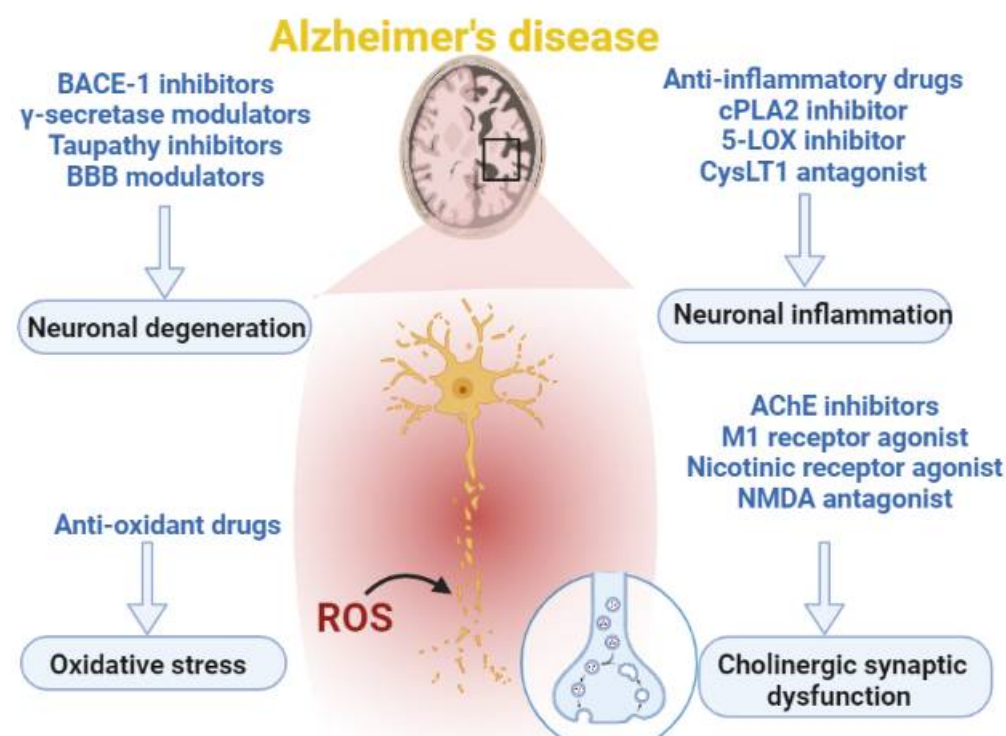 Alzheimer's disease
BACE-1 inhibitors
γ-secretase modulators
Taupathy inhibitors
BBB modulators
Neuronal degeneration
Anti-inflammatory drugs
cPLA2 inhibitor
5-LOX inhibitor
CysLT1 antagonist
Neuronal inflammation
Anti-oxidant drugs
Oxidative stress
ROS
AChE inhibitors
M1 receptor agonist
Nicotinic receptor agonist
NMDA antagonist
Cholinergic synaptic
dysfunction